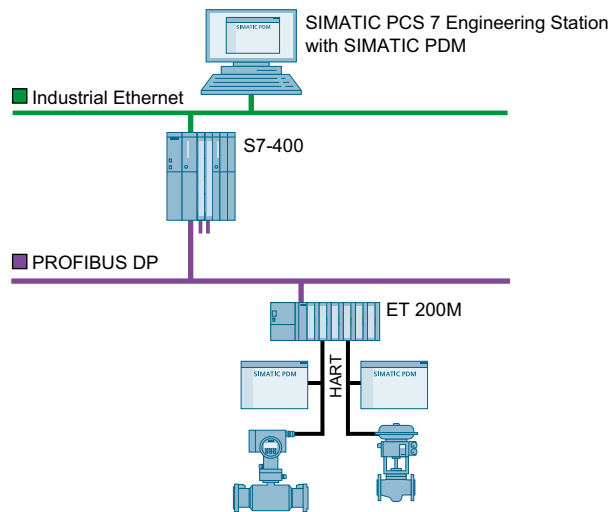 SIMATIC PCS 7 Engineering Station
with SIMATIC PDM
SIMATIC PDM
Industrial Ethernet
S7-400
PROFIBUS DP
ET 200M
HART
SIMATIC PDM
SIMATIC PDM